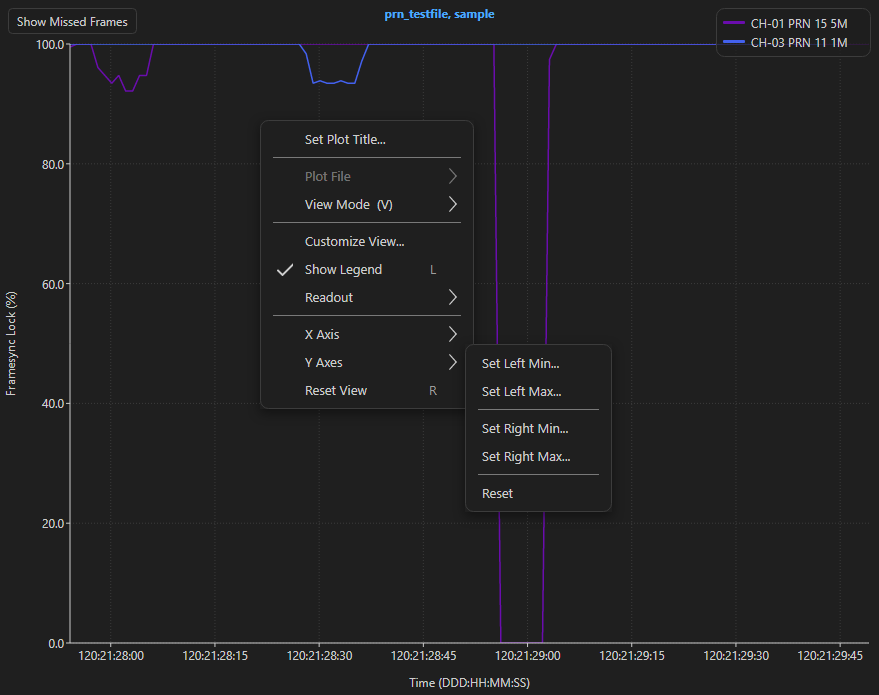 Show Missed Frames
prn_testfile, sample
CH-01 PRN 15 5M
CH-03 PRN 11 1M
100.0
80.0
60.0
40.0
20.0
0.0
Framesync Lock (%)
Set Plot Title...
Plot File
View Mode (V)
Customize View...
Show Legend L
Readout
X Axis
Y Axes
Reset View R
Set Left Min...
Set Left Max...
Set Right Min...
Set Right Max...
Reset
120:21:28:00 120:21:28:15 120:21:28:30 120:21:28:45 120:21:29:00 120:21:29:15 120:21:29:30 120:21:29:45
Time (DDD:HH:MM:SS)